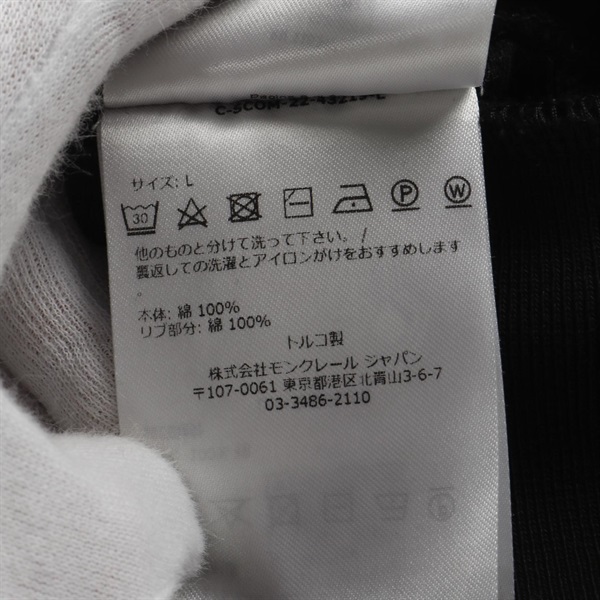 C-SCOM-22-43219-L
サイズ: L
30
P
W
他のものと分けて洗って下さい。/
裏返しての洗濯とアイロンがけをおすすめします
。
本体: 綿 100%
リブ部分: 綿 100%
トルコ製
株式会社モンクレール ジャパン
〒107-0061 東京都港区北青山3-6-7
03-3486-2110